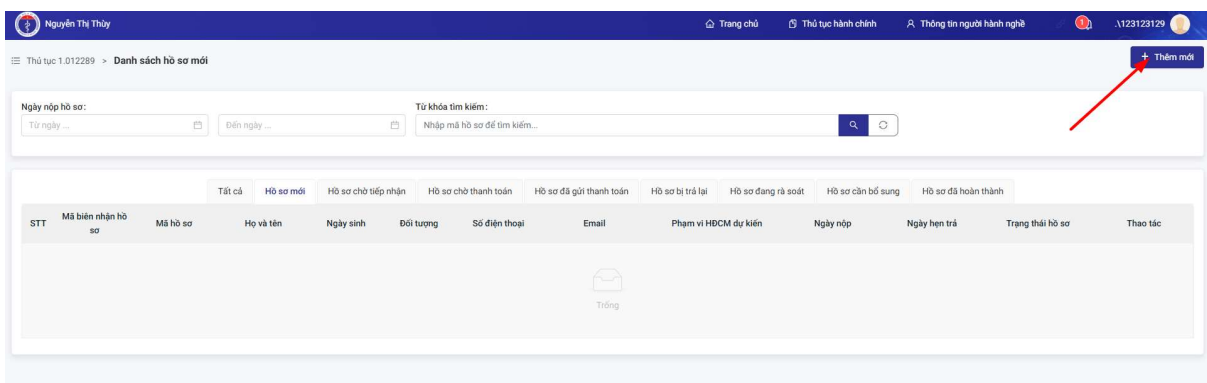 Nguyễn Thị Thùy
Trang chủ
Thủ tục hành chính
Thông tin người hành nghề
1
.\123123129
Thủ tục 1.012289 > Danh sách hồ sơ mới
+ Thêm mới
Ngày nộp hồ sơ:
Từ khóa tìm kiếm:
Từ ngày ...
Đến ngày ...
Nhập mã hồ sơ để tìm kiếm...
Tất cả
Hồ sơ mới
Hồ sơ chờ tiếp nhận
Hồ sơ chờ thanh toán
Hồ sơ đã gửi thanh toán
Hồ sơ bị trả lại
Hồ sơ đang rà soát
Hồ sơ cần bổ sung
Hồ sơ đã hoàn thành
STT
Mã biên nhận hồ
sơ
Mã hồ sơ
Họ và tên
Ngày sinh
Đối tượng
Số điện thoại
Email
Phạm vi HĐCM dự kiến
Ngày nộp
Ngày hẹn trả
Trạng thái hồ sơ
Thao tác
Trống